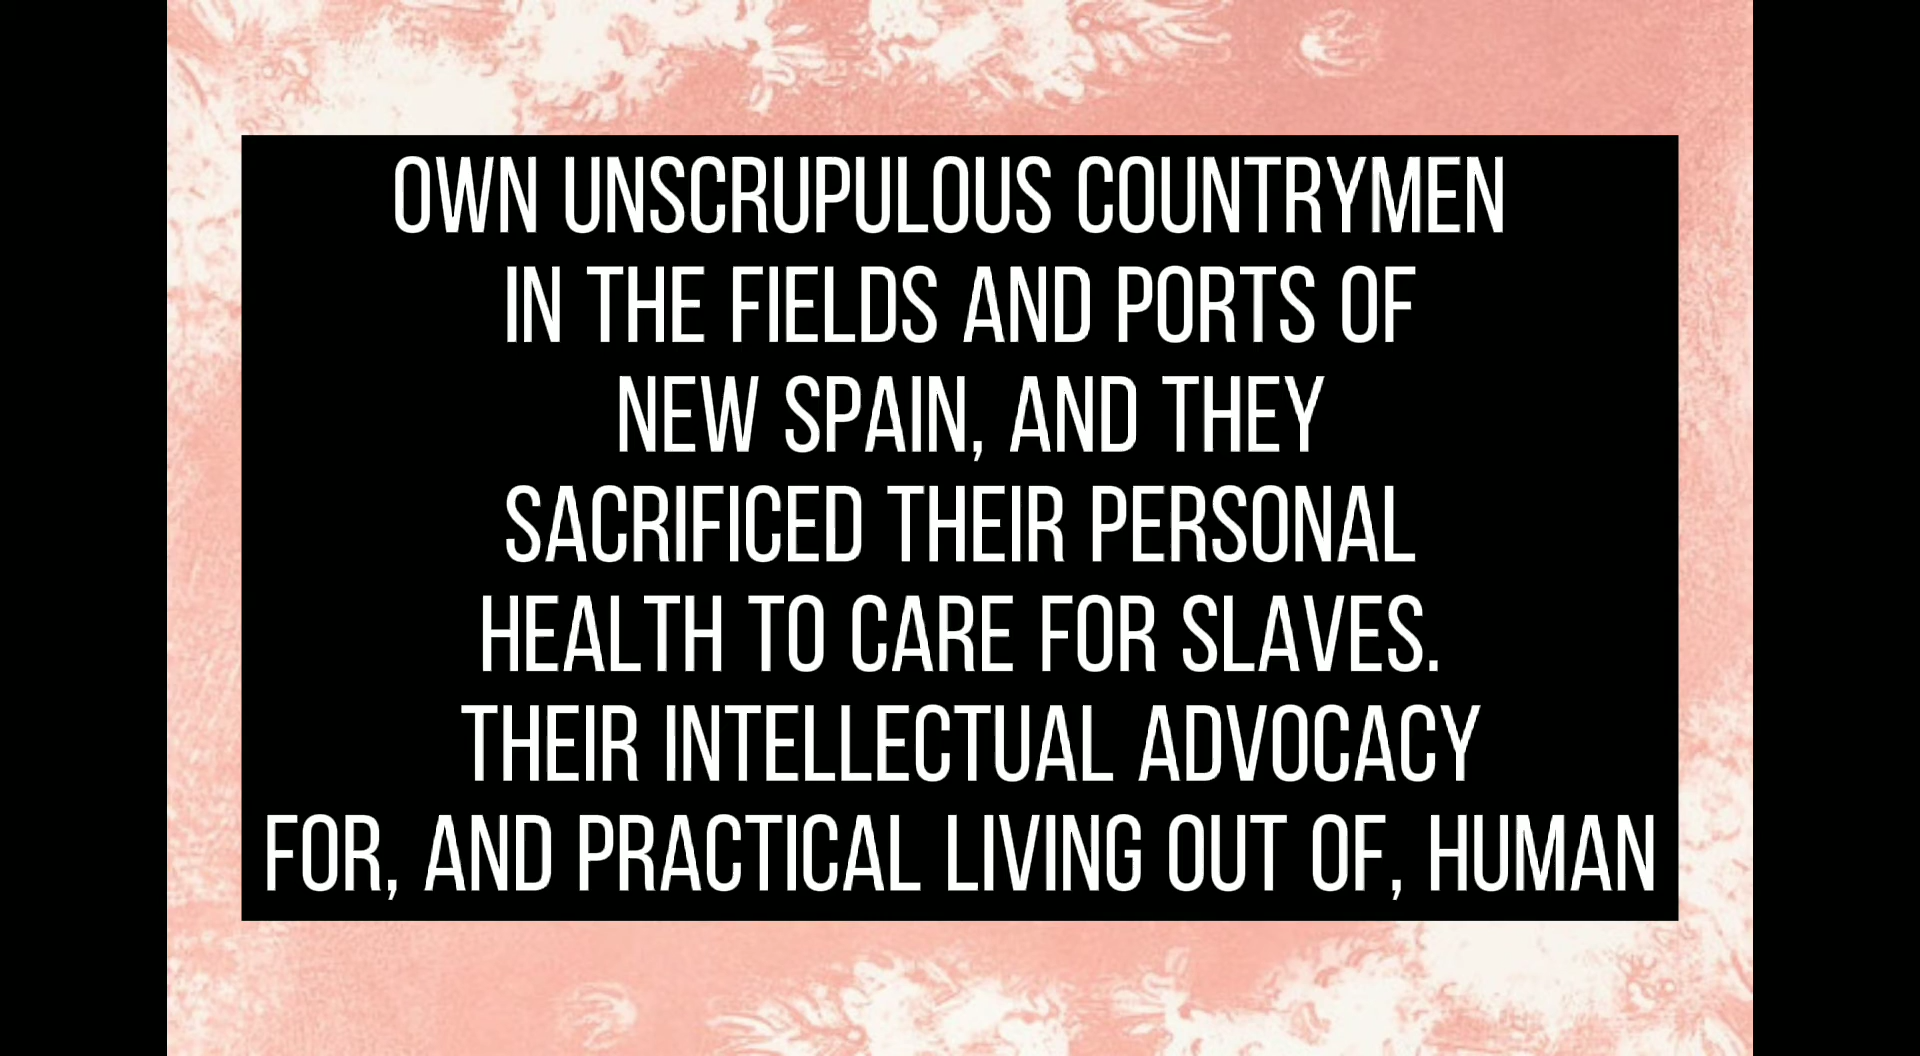 OWN UNSCRUPULOUS COUNTRYMEN
IN THE FIELDS AND PORTS OF
NEW SPAIN, AND THEY
SACRIFICED THEIR PERSONAL
HEALTH TO CARE FOR SLAVES.
THEIR INTELLECTUAL ADVOCACY
FOR, AND PRACTICAL LIVING OUT OF, HUMAN